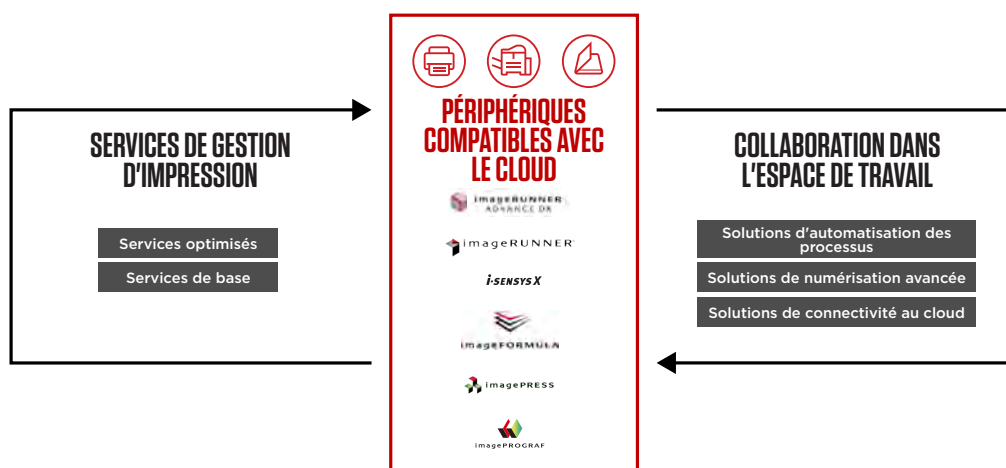 SERVICES DE GESTION
D'IMPRESSION
Services optimisés
Services de base
PÉRIPHÉRIQUES
COMPATIBLES AVEC
LE CLOUD
imageRUNNER
ADVANCE DX
imageRUNNER
i-SENSYS X
imageFORMULA
imagePRESS
imagePROGRAF
COLLABORATION DANS
L'ESPACE DE TRAVAIL
Solutions d'automatisation des
processus
Solutions de numérisation avancée
Solutions de connectivité au cloud